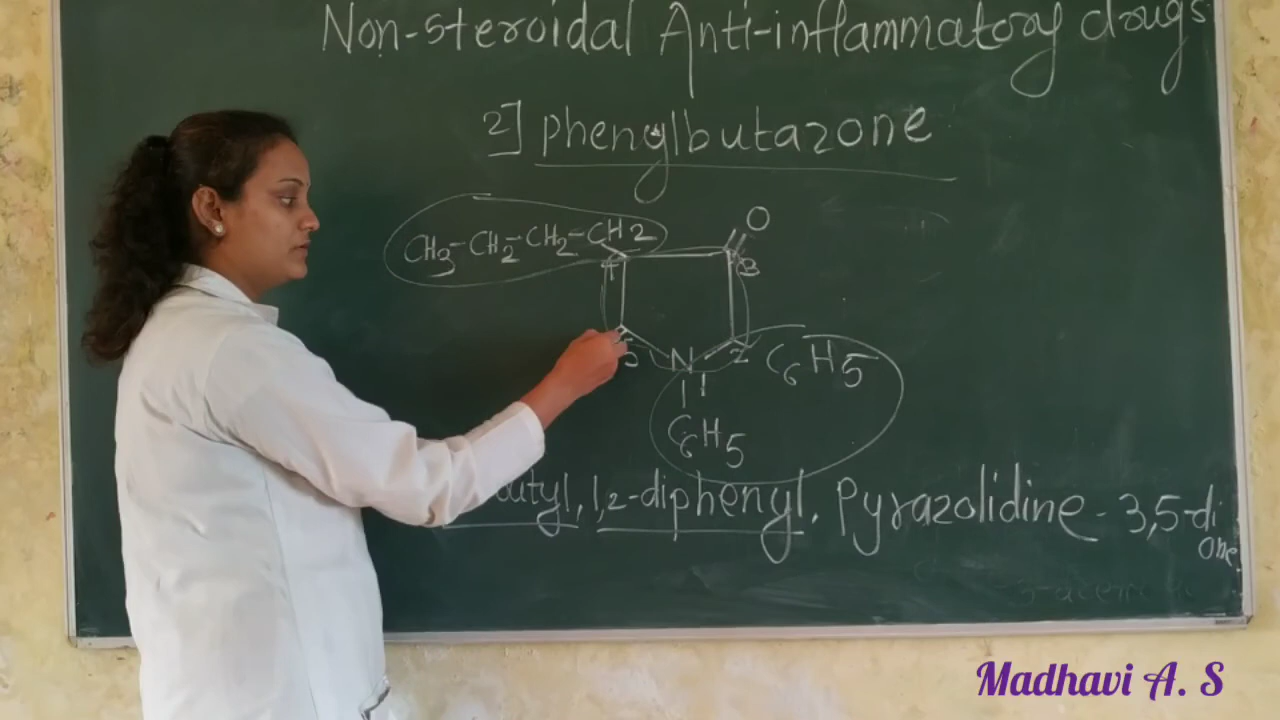 Non-steroidal Anti-inflammatory drugs
2] phenylbutazone
O
CH3-CH2-CH2-CH2
4 3
5 N 2 C6H5
1
C6H5
butyl, 1,2-diphenyl. Pyrazolidine - 3,5-di
one.
Madhavi A. S